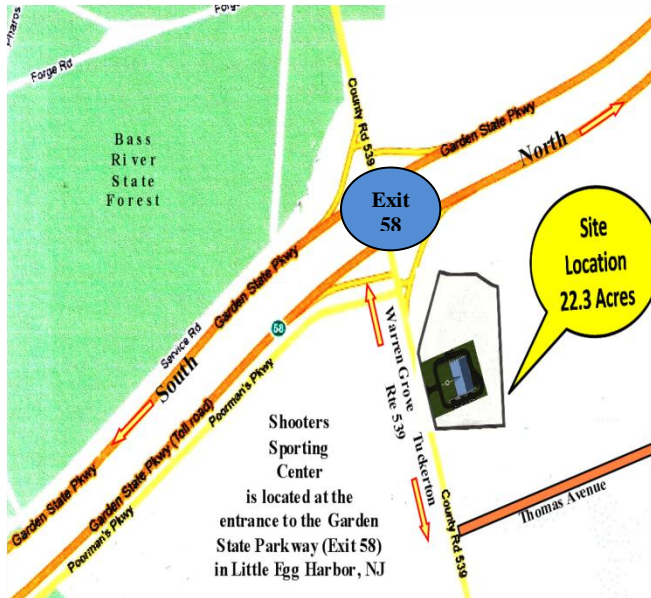 Pharos
Forge
Forge Rd
County Rd 539
Garden State Pkwy
North
Bass
River
State
Forest
Exit
58
Site
Location
22.3 Acres
Garden State Pkwy
58
Service Rd
South
Poorman's Pkwy
Warren Grove
Rte 539
Tuckerton
Garden State Pkwy (Toll road)
Garden State Pkwy
Poorman's Pkwy
Shooters
Sporting
Center
is located at the
entrance to the Garden
State Parkway (Exit 58)
in Little Egg Harbor, NJ
County Rd 539
Thomas Avenue